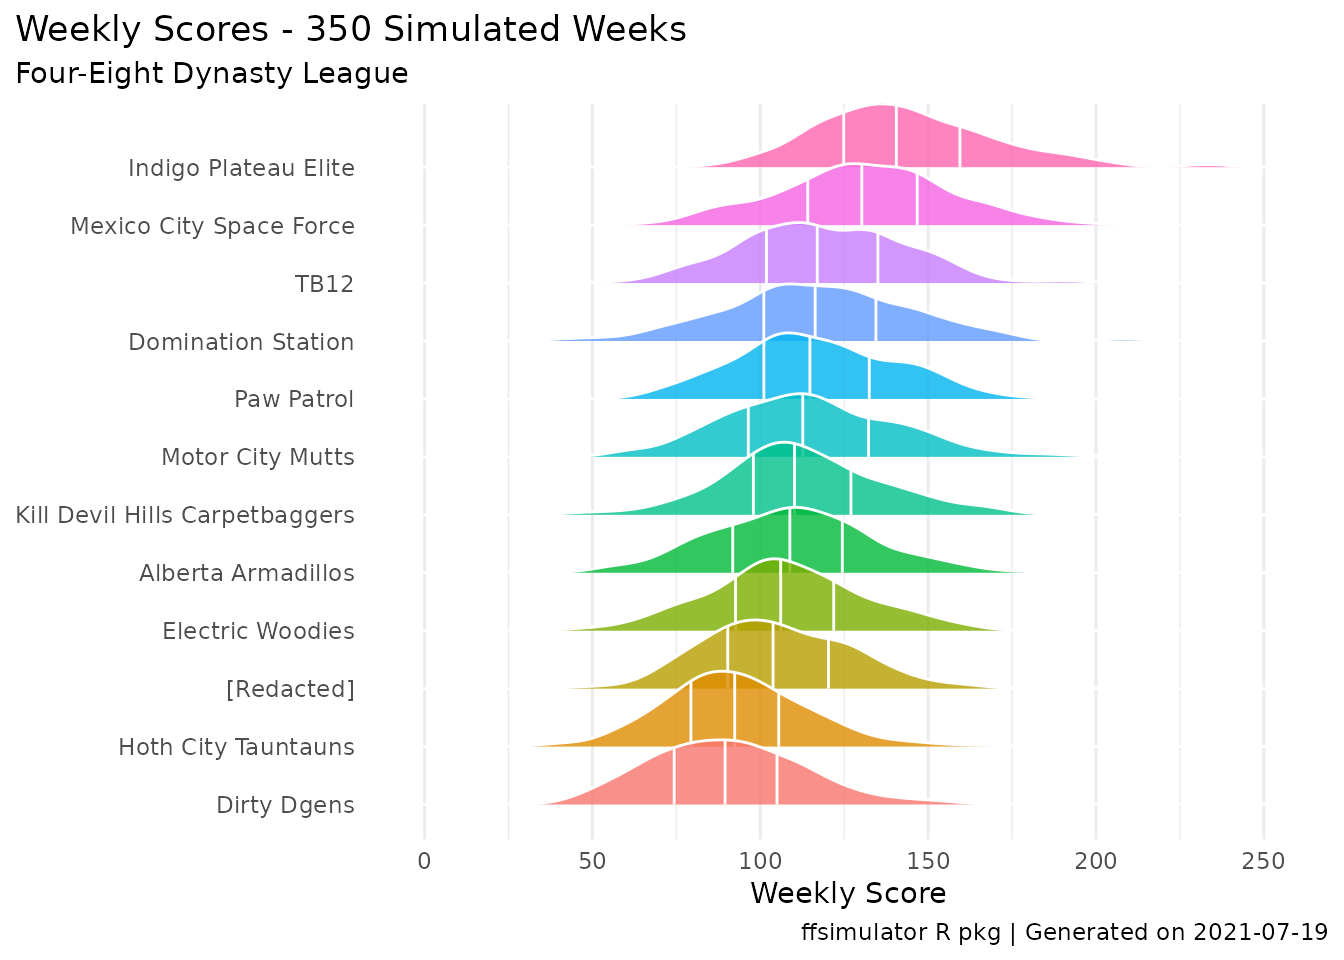 Weekly Scores - 350 Simulated Weeks
Four-Eight Dynasty League
Indigo Plateau Elite
Mexico City Space Force
TB12
Domination Station
Paw Patrol
Motor City Mutts
Kill Devil Hills Carpetbaggers
Alberta Armadillos
Electric Woodies
[Redacted]
Hoth City Tauntauns
Dirty Dgens
0 50 100 150 200 250
Weekly Score
ffsimulator R pkg | Generated on 2021-07-19